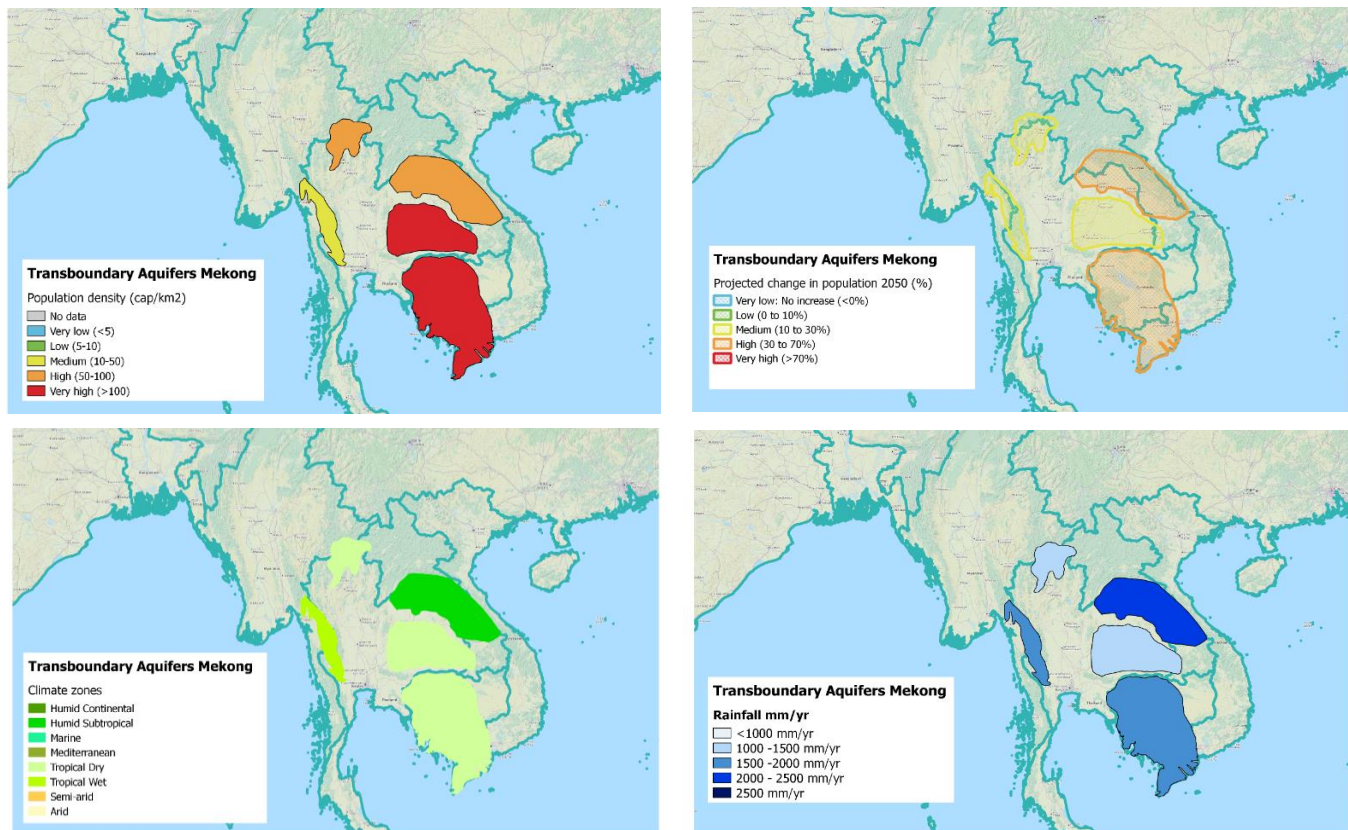 Transboundary Aquifers Mekong
Population density (cap/km2)
No data
Very low (<5)
Low (5-10)
Medium (10-50)
High (50-100)
Very high (>100)
Transboundary Aquifers Mekong
Projected change in population 2050 (%)
Very low: No increase (<0%)
Low (0 to 10%)
Medium (10 to 30%)
High (30 to 70%)
Very high (>70%)
Transboundary Aquifers Mekong
Climate zones
Humid Continental
Humid Subtropical
Marine
Mediterranean
Tropical Dry
Tropical Wet
Semi-arid
Arid
Transboundary Aquifers Mekong
Rainfall mm/yr
<1000 mm/yr
1000 -1500 mm/yr
1500 -2000 mm/yr
2000 - 2500 mm/yr
2500 mm/yr